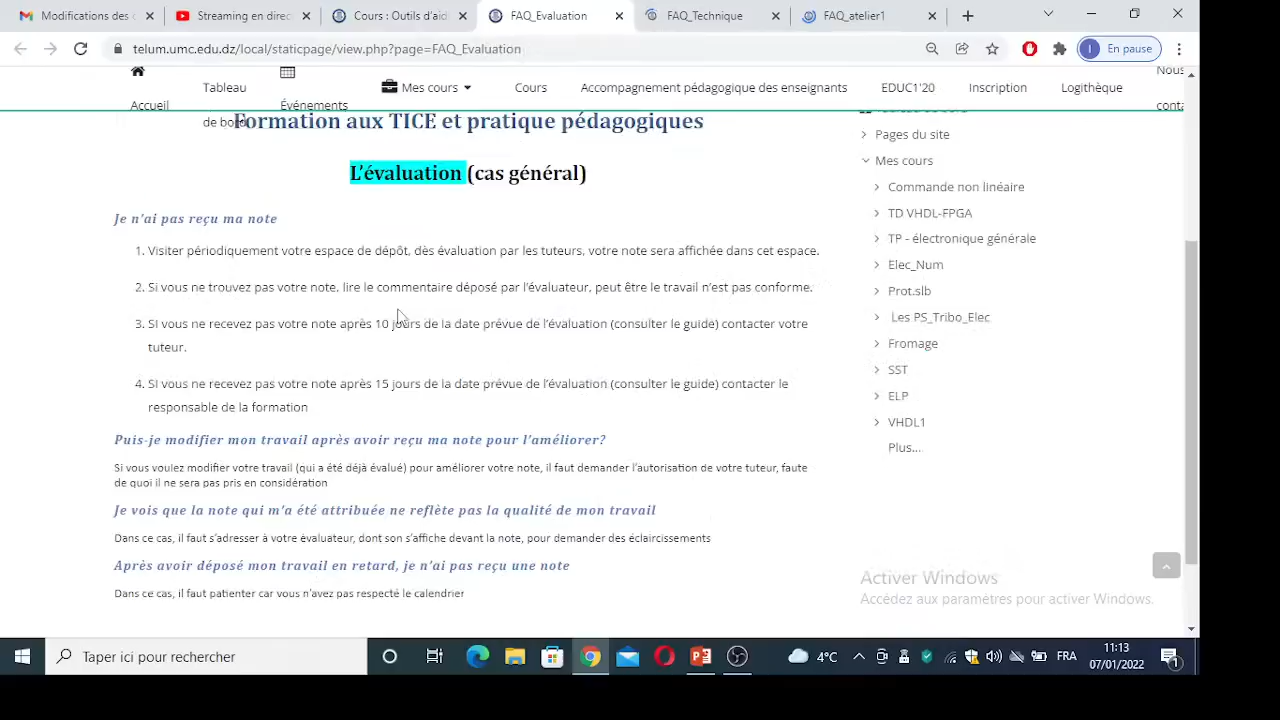 Modifications des
Streaming en direc
Cours : Outils d'aid
FAQ_Evaluation
FAQ_Technique
FAQ_atelier1
telum.umc.edu.dz/local/staticpage/view.php?page=FAQ_Evaluation
En pause
Accueil
Tableau
de bord
Événements
Mes cours
Cours
Accompagnement pédagogique des enseignants
EDUC1'20
Inscription
Logithèque
Nous
conta
Formation aux TICE et pratique pédagogiques
L'évaluation (cas général)
Je n'ai pas reçu ma note
1. Visiter périodiquement votre espace de dépôt, dès évaluation par les tuteurs, votre note sera affichée dans cet espace.
2. Si vous ne trouvez pas votre note, lire le commentaire déposé par l'évaluateur, peut être le travail n'est pas conforme.
3. SI vous ne recevez pas votre note après 10 jours de la date prévue de l'évaluation (consulter le guide) contacter votre
tuteur.
4. SI vous ne recevez pas votre note après 15 jours de la date prévue de l'évaluation (consulter le guide) contacter le
responsable de la formation
Puis-je modifier mon travail après avoir reçu ma note pour l'améliorer?
Si vous voulez modifier votre travail (qui a été déjà évalué) pour améliorer votre note, il faut demander l'autorisation de votre tuteur, faute
de quoi il ne sera pas pris en considération
Je vois que la note qui m'a été attribuée ne reflète pas la qualité de mon travail
Dans ce cas, il faut s'adresser à votre évaluateur, dont son s'affiche devant la note, pour demander des éclaircissements
Après avoir déposé mon travail en retard, je n'ai pas reçu une note
Dans ce cas, il faut patienter car vous n'avez pas respecté le calendrier
Pages du site
Mes cours
Commande non linéaire
TD VHDL-FPGA
TP - électronique générale
Elec_Num
Prot.slb
Les PS_Tribo_Elec
Fromage
SST
ELP
VHDL1
Plus...
Activer Windows
Accédez aux paramètres pour activer Windows.
Taper ici pour rechercher
4°C
FRA
11:13
07/01/2022
1